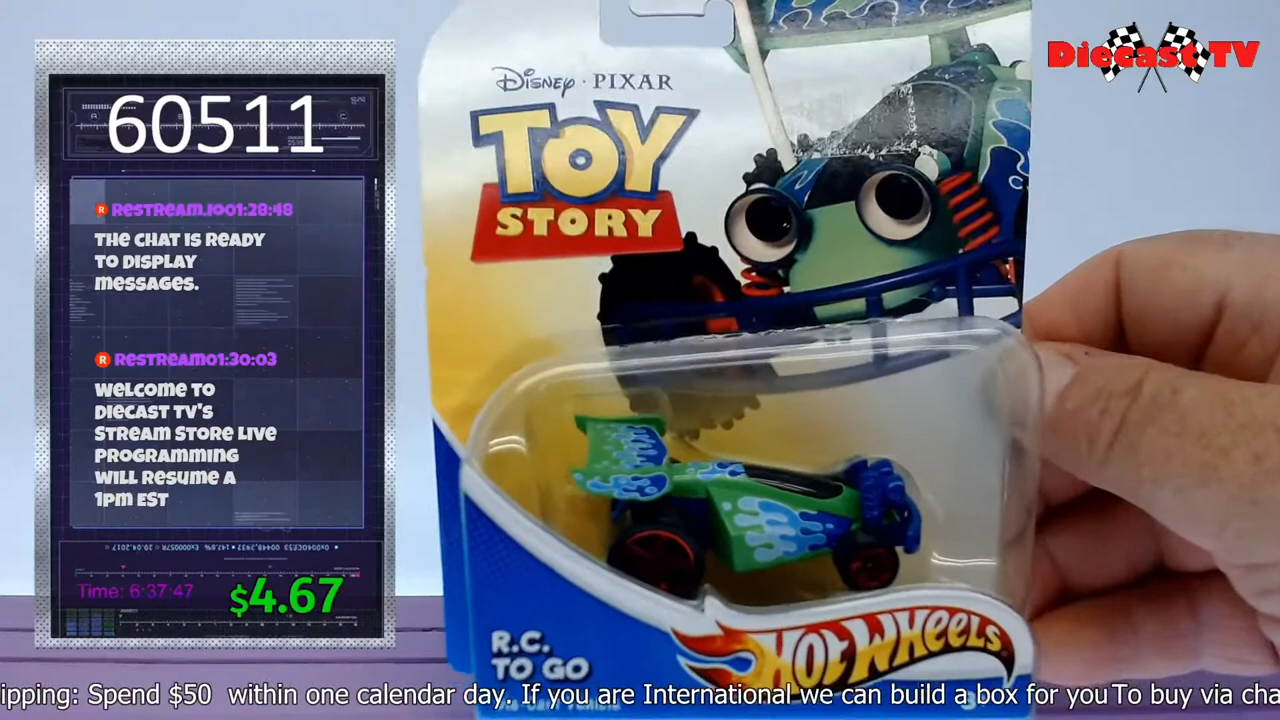 60511
Restream.io01:28:48
The chat is ready
to display
messages.
Restream01:30:03
Welcome to
Diecast TV's
Stream Store Live
programming
will resume a
1pm EST
Time: 6:37:47
$4.67
Disney · PIXAR
TOY
STORY
R.C.
TO GO
HOT WHEELS
Diecast TV
ipping: Spend $50 within one calendar day. If you are International we can build a box for you To buy via cha